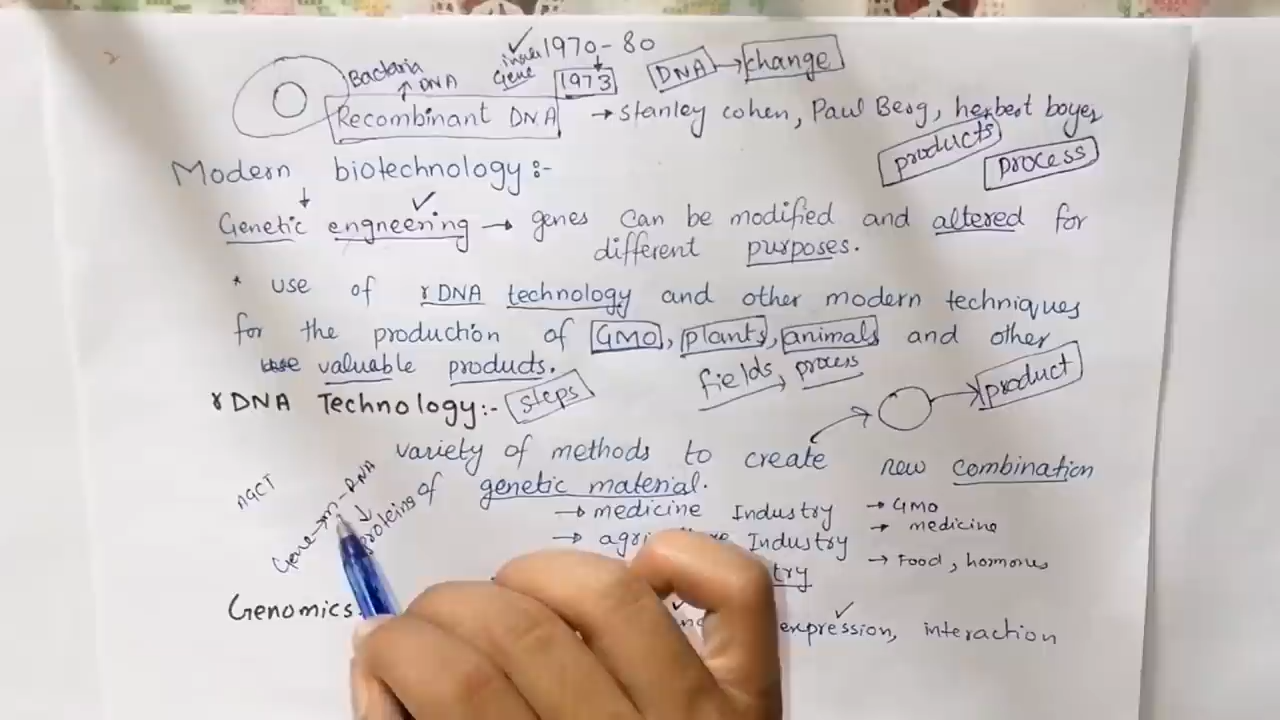 1970-80
Bacteria
DNA
Gene
1973
DNA → change
Recombinant DNA → stanley cohen, Paul Berg, herbert boyer
products
process
Modern biotechnology :-
Genetic engneering → genes can be modified and altered for
different purposes.
* use of rDNA technology and other modern techniques
for the production of GMO, plants, animals and other
valuable products.
fields, process
product
rDNA Technology:- steps
variety of methods to create new combination
of genetic material.
AGCT
Gene → m-RNA
proteins
→ medicine Industry
→ Industry
→ GMO
→ medicine
→ Food, hormones
Genomics
expression, interaction